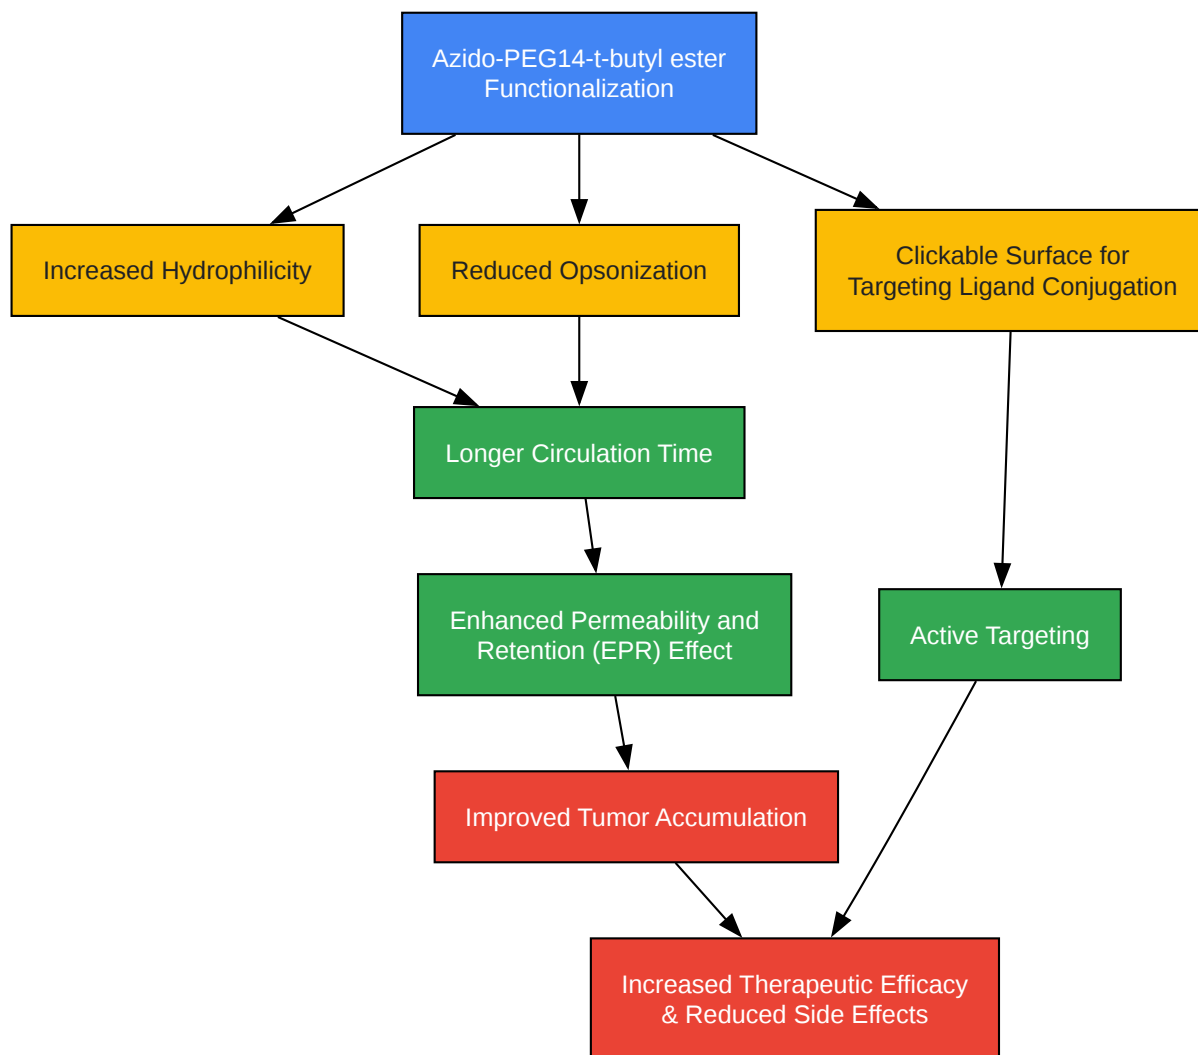 Azido-PEG14-t-butyl ester
Functionalization
Increased Hydrophilicity
Reduced Opsonization
Clickable Surface for
Targeting Ligand Conjugation
Longer Circulation Time
Enhanced Permeability and
Retention (EPR) Effect
Active Targeting
Improved Tumor Accumulation
Increased Therapeutic Efficacy
& Reduced Side Effects